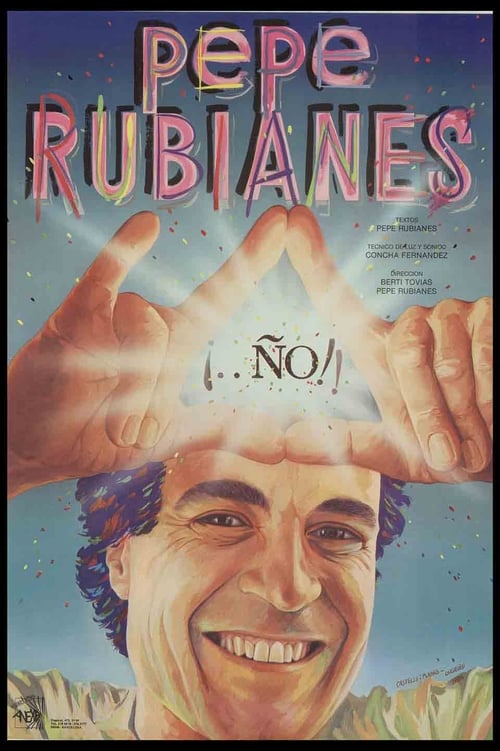 PEPE
RUBIANES
TEXTOS
PEPE RUBIANES
TECNICO DE LUZ Y SONIDO
CONCHA FERNANDEZ
DIRECCION
BERTI TOVIAS
PEPE RUBIANES
¡.. ÑO!!